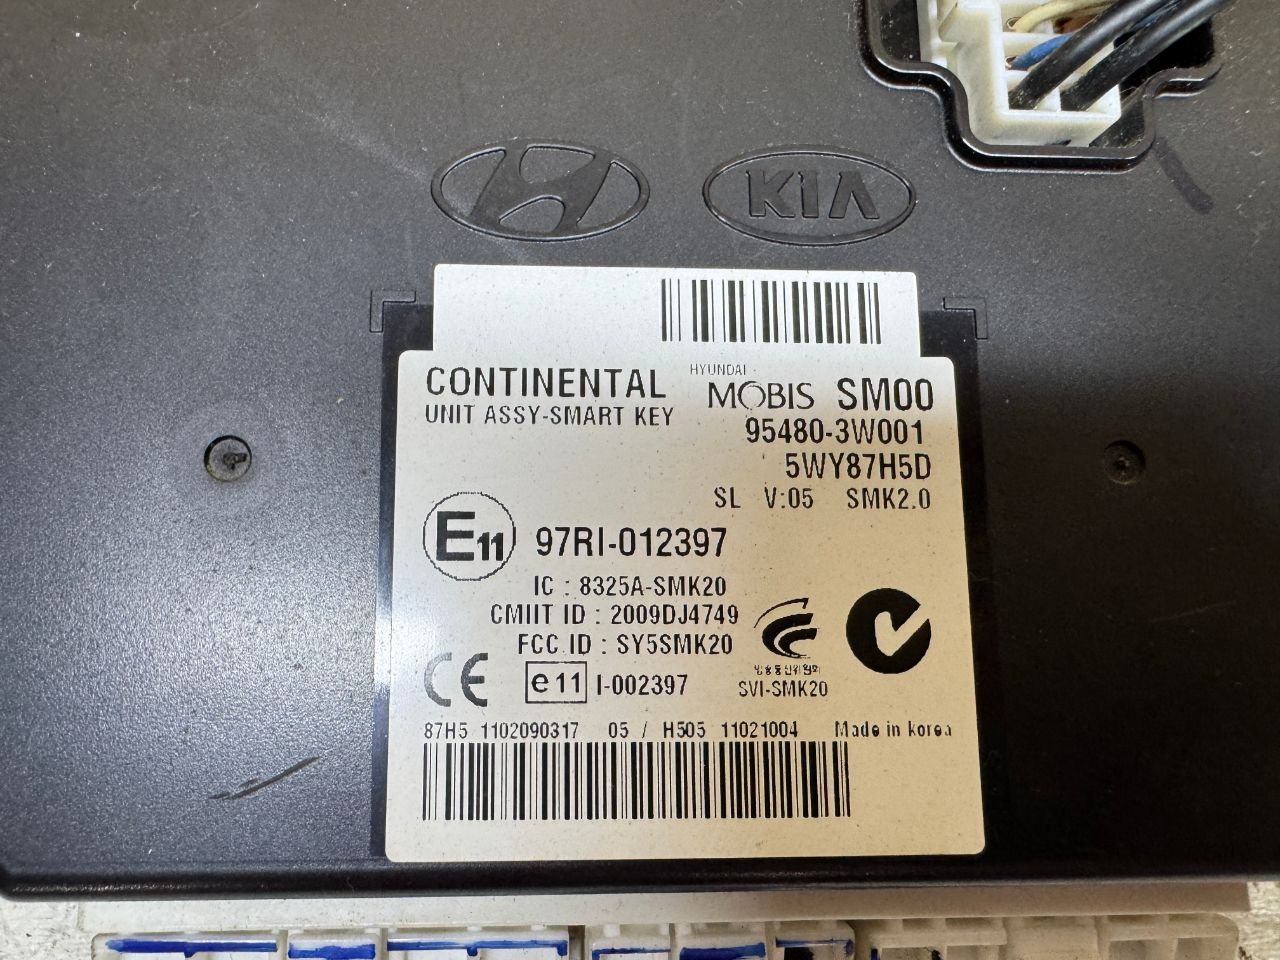 KIA
CONTINENTAL
HYUNDAI
MOBIS SM00
UNIT ASSY-SMART KEY
95480-3W001
5WY87H5D
SL V:05 SMK2.0
E11 97RI-012397
IC : 8325A-SMK20
CMIIT ID : 2009DJ4749
FCC ID : SY5SMK20
CE e11 I-002397
SVI-SMK20
87H5 1102090317 05 / H505 11021004 Made in korea